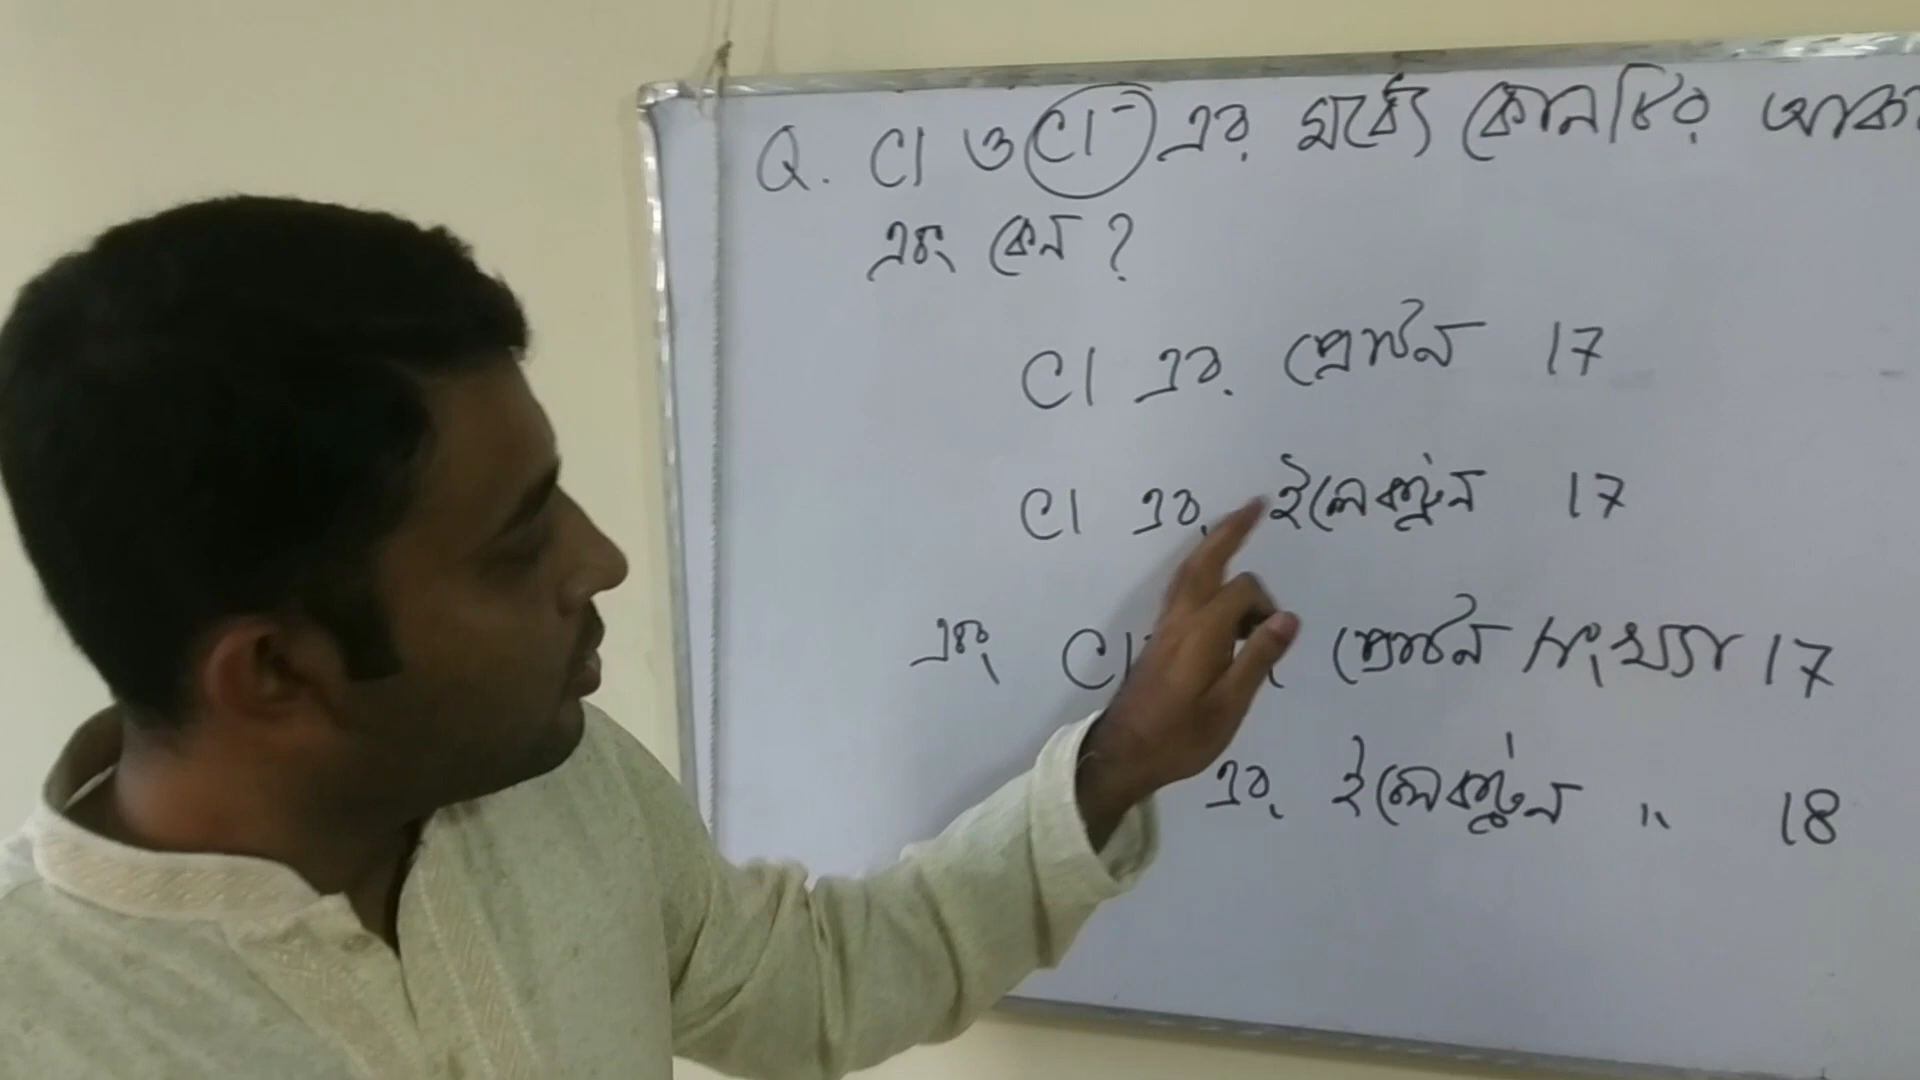 Q. Cl ও Cl⁻ এর মধ্যে কোনটির আকা
এবং কেন ?
Cl এর প্রোটন 17
Cl এর ইলেকট্রন 17
এবং Cl প্রোটন সংখ্যা 17
এর ইলেকট্রন " 18